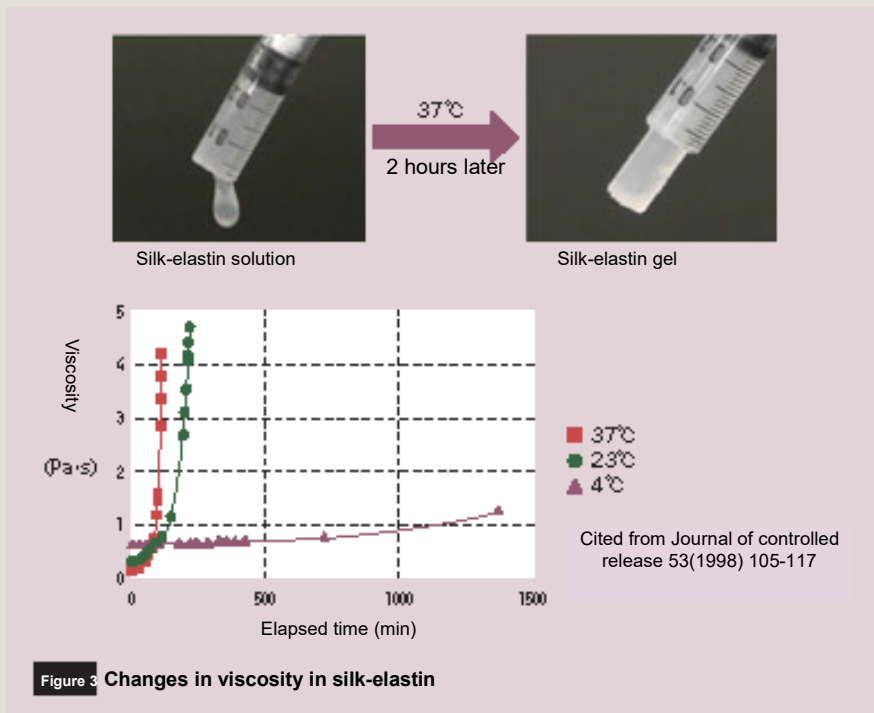 37℃
2 hours later
Silk-elastin solution
Silk-elastin gel
5
4
3
2
1
0
Viscosity
(Pa·s)
0 500 1000 1500
Elapsed time (min)
37℃
23℃
4℃
Cited from Journal of controlled
release 53(1998) 105-117
Figure 3 Changes in viscosity in silk-elastin